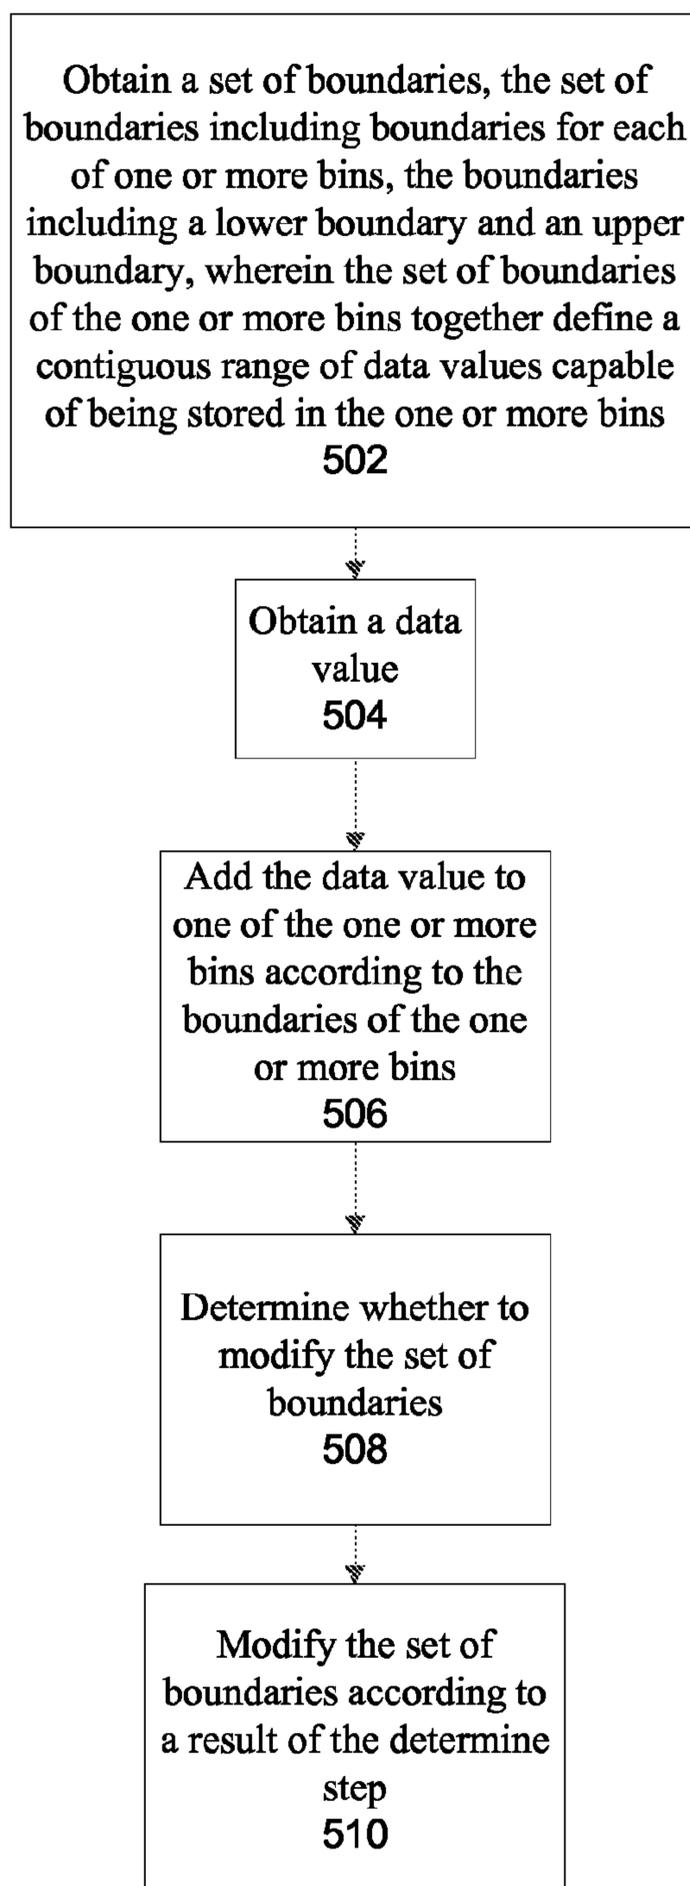 Obtain a set of boundaries, the set of
boundaries including boundaries for each
of one or more bins, the boundaries
including a lower boundary and an upper
boundary, wherein the set of boundaries
of the one or more bins together define a
contiguous range of data values capable
of being stored in the one or more bins
502
Obtain a data
value
504
Add the data value to
one of the one or more
bins according to the
boundaries of the one
or more bins
506
Determine whether to
modify the set of
boundaries
508
Modify the set of
boundaries according to
a result of the determine
step
510